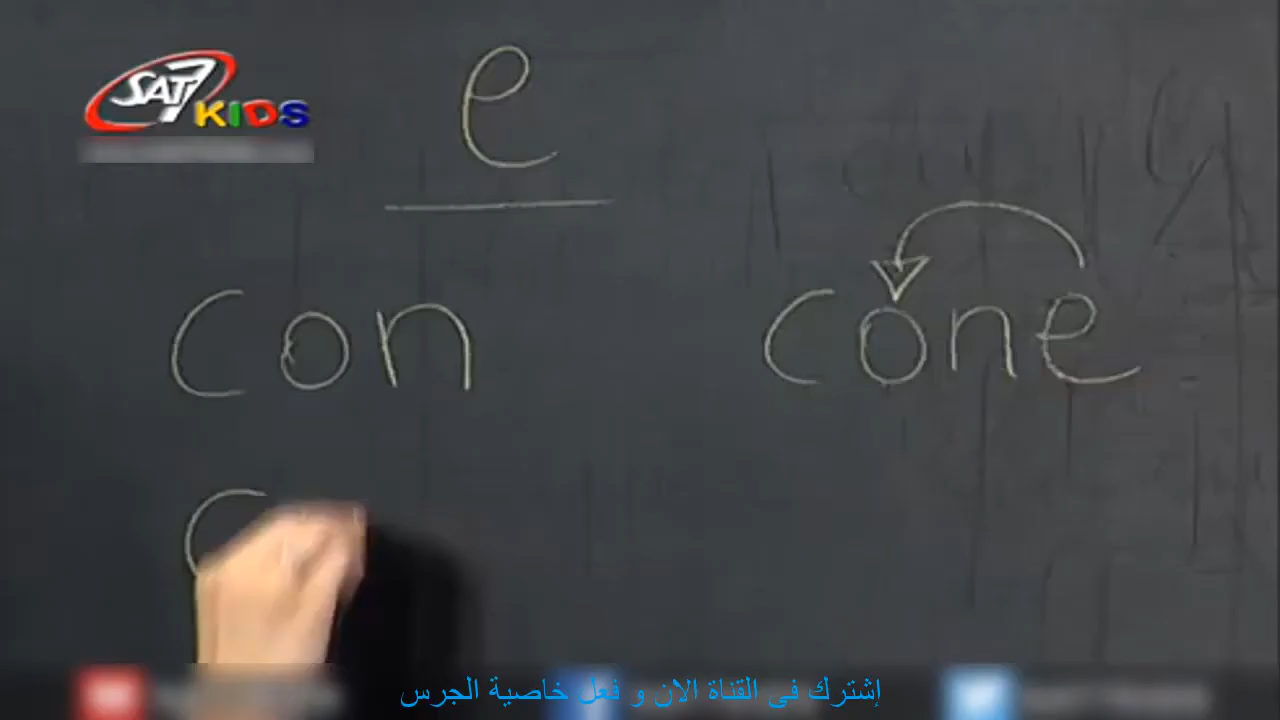 SAT7
KIDS
e
con cone
c
إشترك فى القناة الان و فعل خاصية الجرس